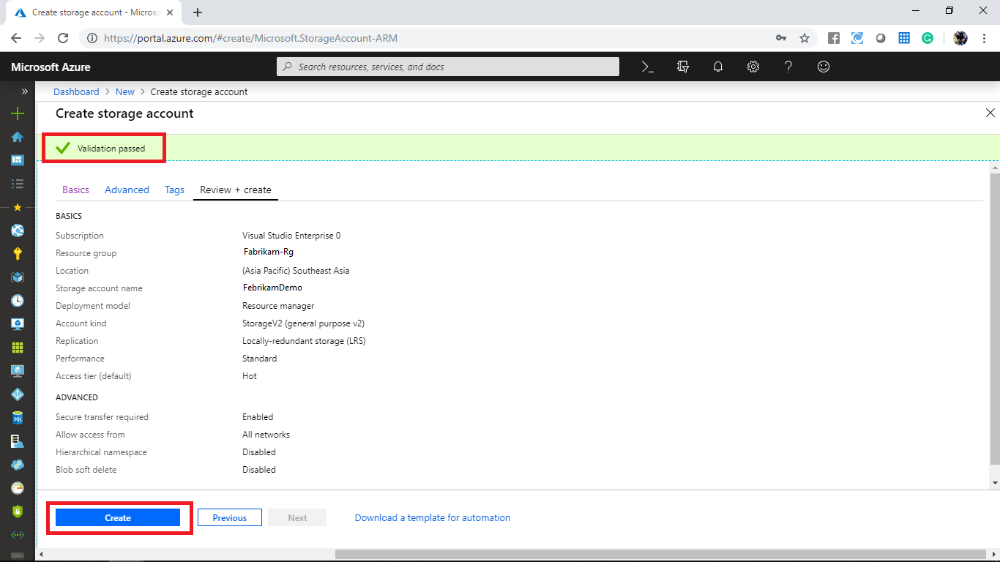 Create storage account - Microsc
https://portal.azure.com/#create/Microsoft.StorageAccount-ARM
Microsoft Azure
Search resources, services, and docs
Dashboard > New > Create storage account
Create storage account
Validation passed
Basics Advanced Tags Review + create
BASICS
Subscription Visual Studio Enterprise 0
Resource group Fabrikam-Rg
Location (Asia Pacific) Southeast Asia
Storage account name FebrikamDemo
Deployment model Resource manager
Account kind StorageV2 (general purpose v2)
Replication Locally-redundant storage (LRS)
Performance Standard
Access tier (default) Hot
ADVANCED
Secure transfer required Enabled
Allow access from All networks
Hierarchical namespace Disabled
Blob soft delete Disabled
SQL
Create Previous Next Download a template for automation